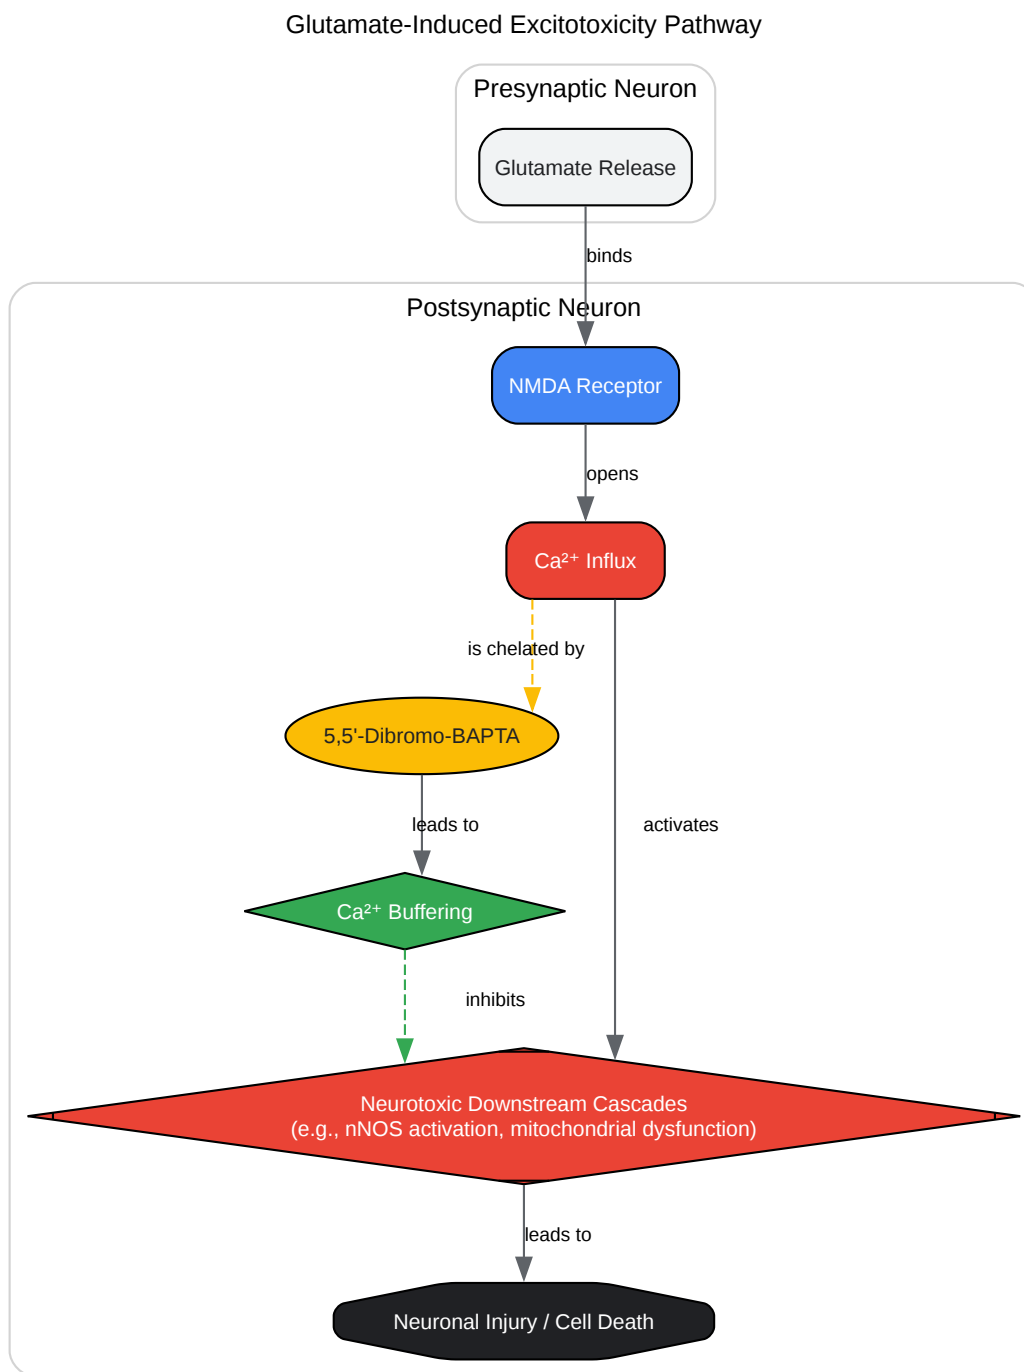 Glutamate-Induced Excitotoxicity Pathway
Presynaptic Neuron
Glutamate Release
binds
Postsynaptic Neuron
NMDA Receptor
opens
Ca²⁺ Influx
is chelated by
5,5'-Dibromo-BAPTA
leads to
activates
Ca²⁺ Buffering
inhibits
Neurotoxic Downstream Cascades
(e.g., nNOS activation, mitochondrial dysfunction)
leads to
Neuronal Injury / Cell Death